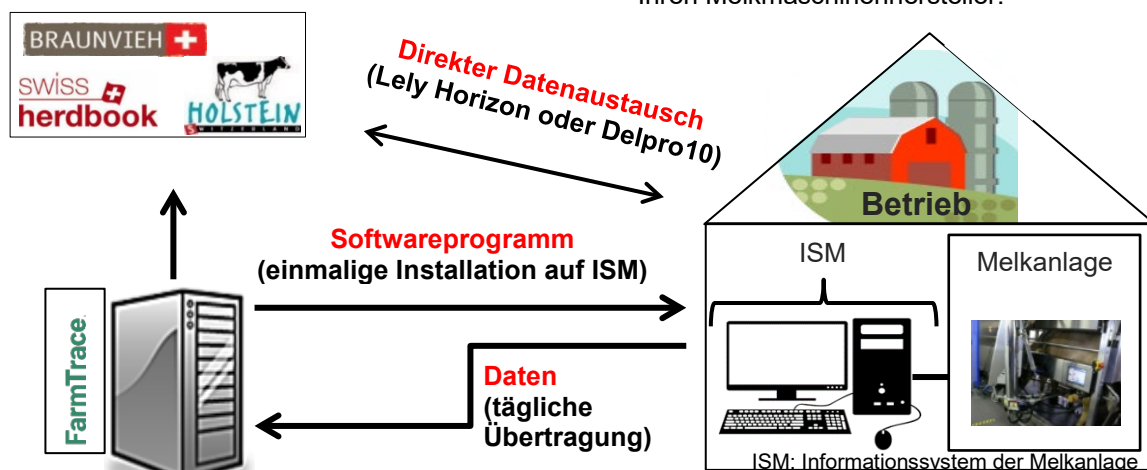 Ihren Melkmaschinenhersteller.
BRAUNVIEH
swiss
herdbook
HOLSTEIN
SWITZERLAND
Direkter Datenaustausch
(Lely Horizon oder Delpro10)
Betrieb
Softwareprogramm
(einmalige Installation auf ISM)
ISM
Melkanlage
FarmTrace
Daten
(tägliche
Übertragung)
ISM: Informationssystem der Melkanlage